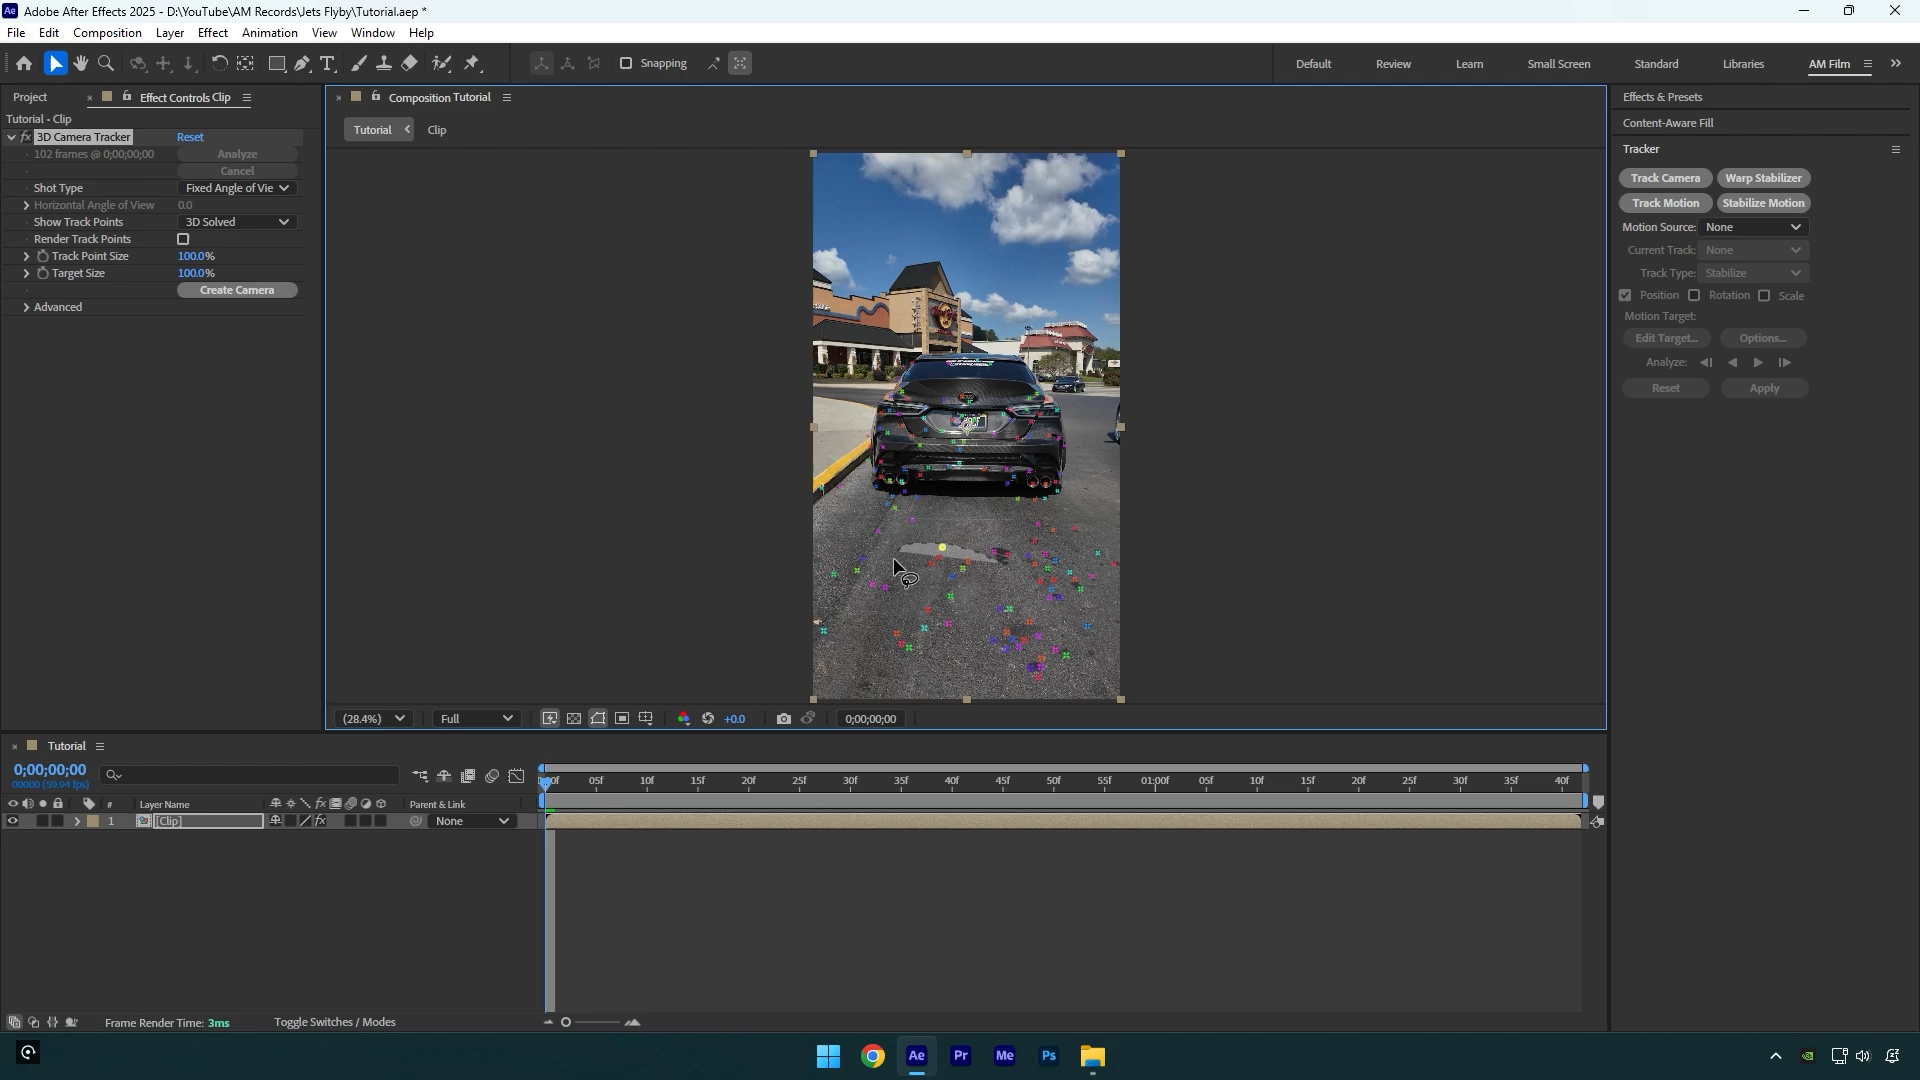 Adobe After Effects 2025 - D:\YouTube\AM Records\Jets Flyby\Tutorial.aep *
File Edit Composition Layer Effect Animation View Window Help
Snapping
Default Review Learn Small Screen Standard Libraries AM Film
Project
Effect Controls Clip
Tutorial - Clip
fx 3D Camera Tracker Reset
102 frames @ 0;00;00;00 Analyze
Cancel
Shot Type Fixed Angle of Vie
Horizontal Angle of View 0.0
Show Track Points 3D Solved
Render Track Points
Track Point Size 100.0%
Target Size 100.0%
Create Camera
Advanced
Composition Tutorial
Tutorial Clip
(28.4%) Full +0.0 0;00;00;00
Effects & Presets
Content-Aware Fill
Tracker
Track Camera Warp Stabilizer
Track Motion Stabilize Motion
Motion Source: None
Current Track: None
Track Type: Stabilize
Position Rotation Scale
Motion Target:
Edit Target... Options...
Analyze:
Reset Apply
Tutorial
0;00;00;00
00000 (59.94 fps)
05f 10f 15f 20f 25f 30f 35f 40f 45f 50f 55f 01:00f 05f 10f 15f 20f 25f 30f 35f 40f
# Layer Name fx Parent & Link
1 [Clip] fx None
Frame Render Time: 3ms Toggle Switches / Modes
Ae Pr Me Ps